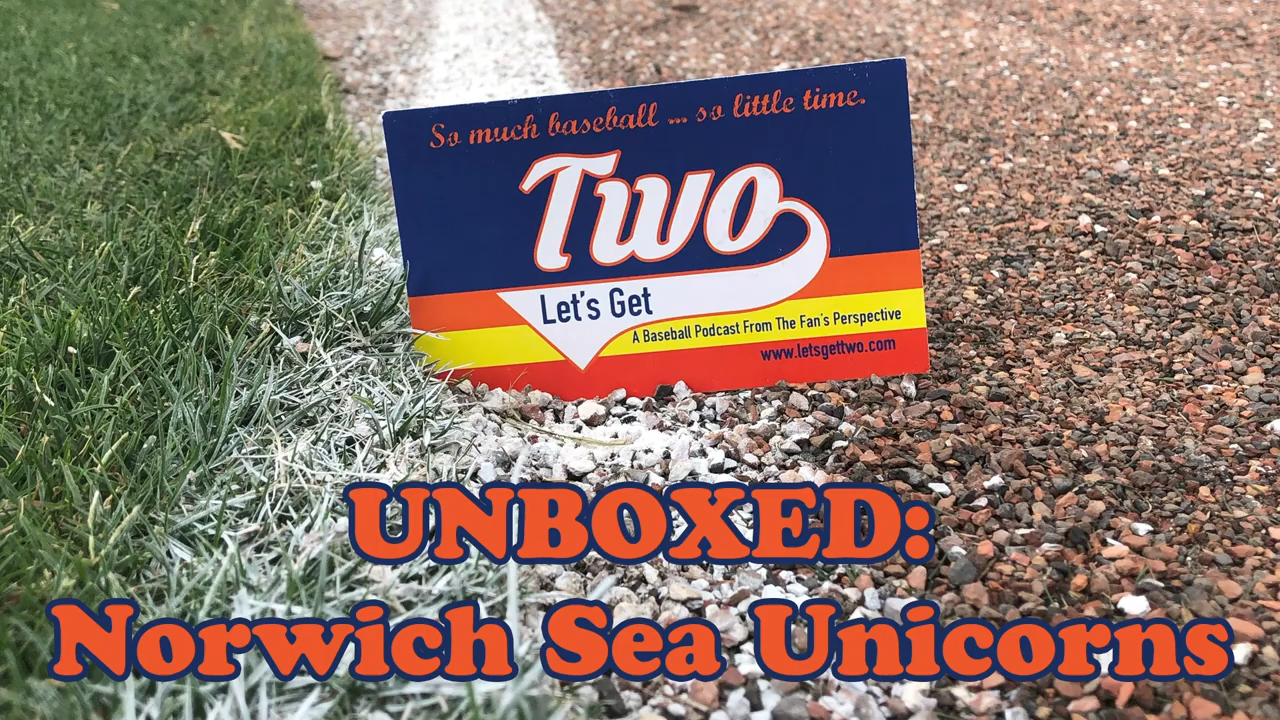 So much baseball ... so little time.
Two
Let's Get
A Baseball Podcast From The Fan's Perspective
www.letsgettwo.com
UNBOXED:
Norwich Sea Unicorns